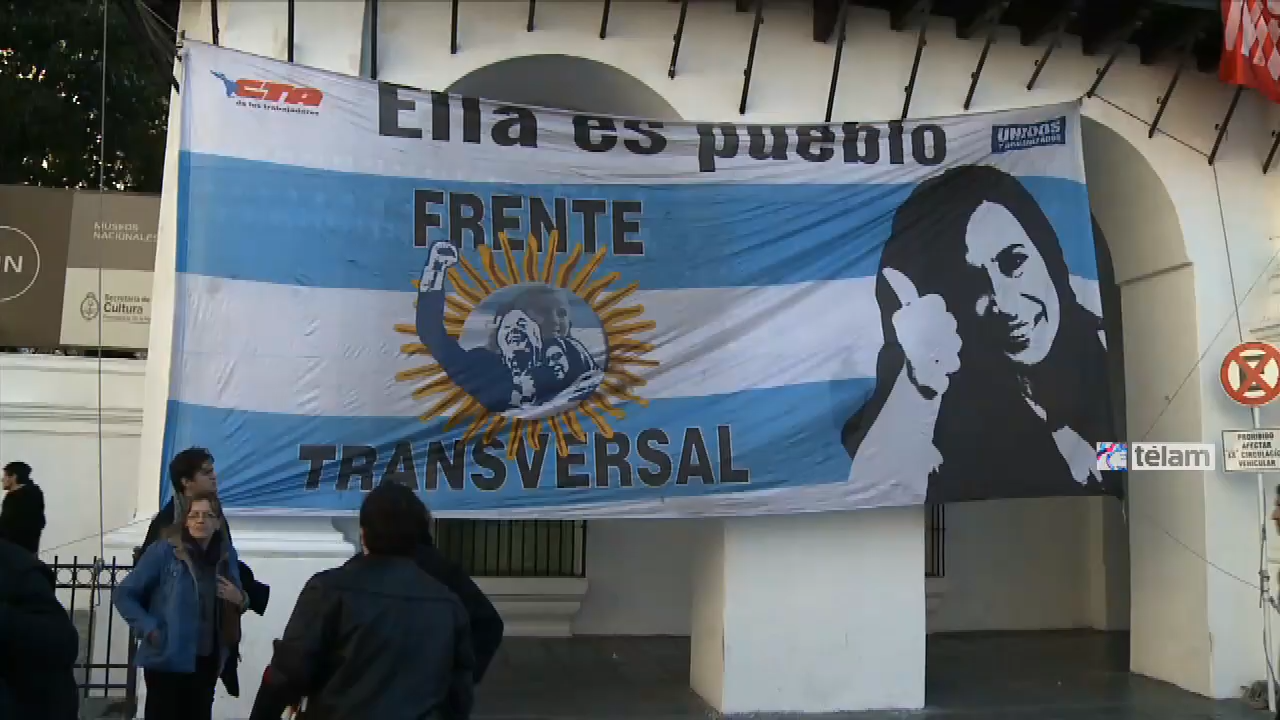 CTA
de los trabajadores
Ella es pueblo
UNIDOS
Y ORGANIZADOS
FRENTE
TRANSVERSAL
N
MUSEOS
NACIONALES
Secretaría de
Cultura
télam
PROHIBIDO
AFECTAR
LA CIRCULACIÓN
VEHICULAR